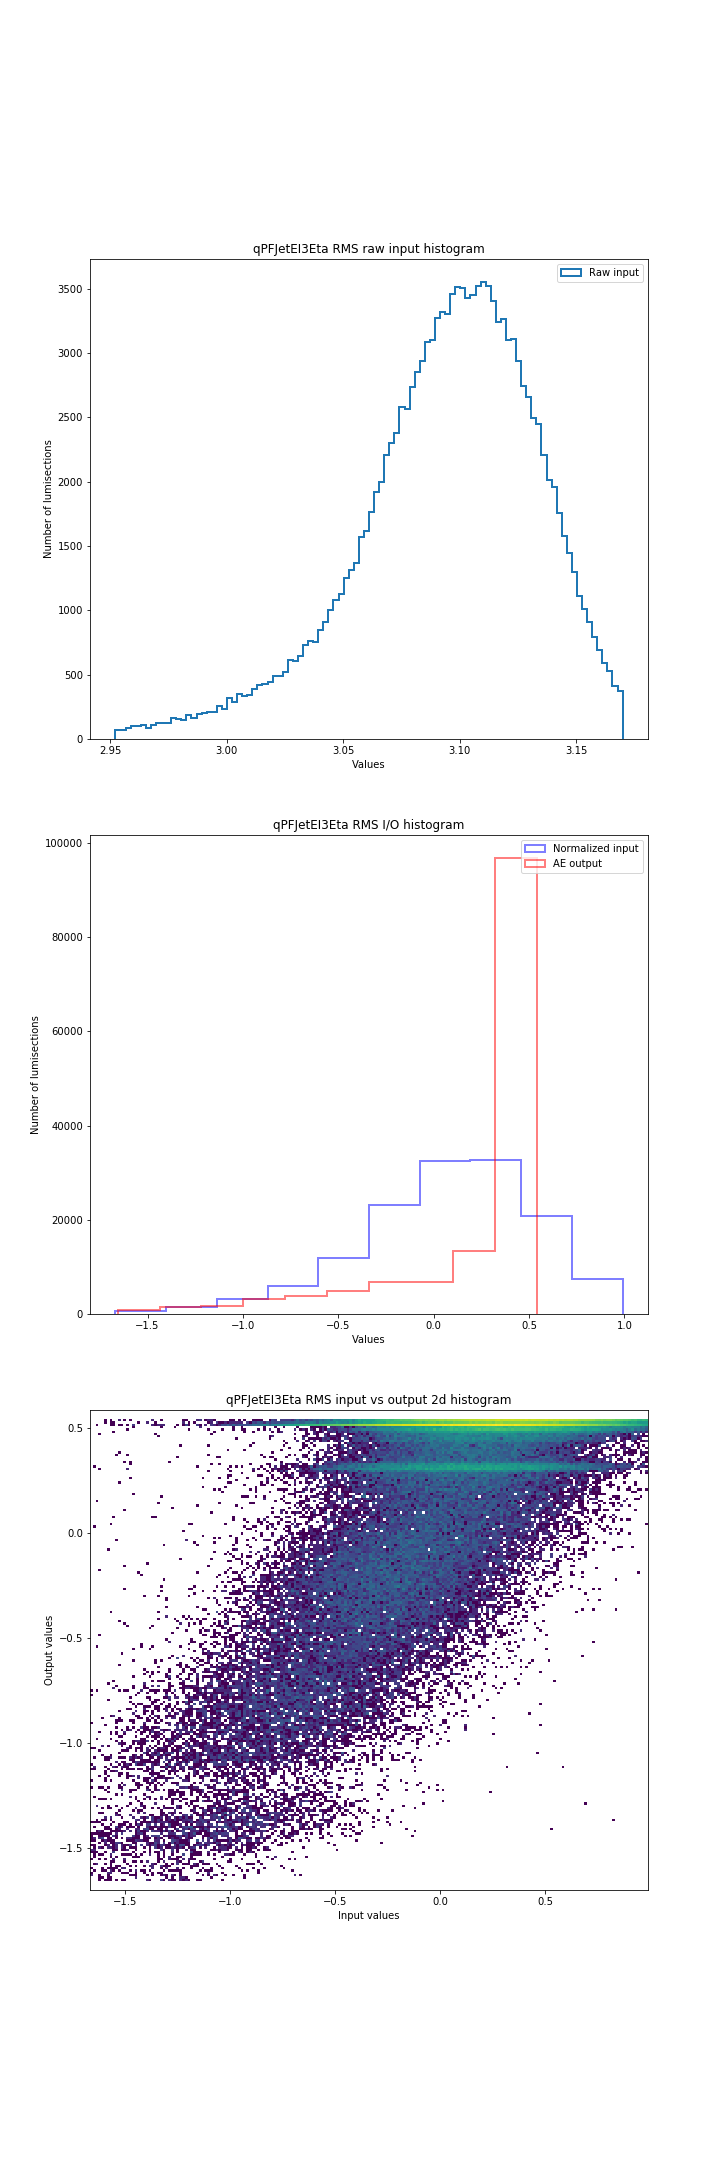 qPFJetEI3Eta RMS raw input histogram
Raw input
3500
3000
2500
2000
1500
1000
500
0
Number of lumisections
2.95 3.00 3.05 3.10 3.15
Values
qPFJetEI3Eta RMS I/O histogram
Normalized input
AE output
100000
80000
60000
40000
20000
0
Number of lumisections
−1.5 −1.0 −0.5 0.0 0.5 1.0
Values
qPFJetEI3Eta RMS input vs output 2d histogram
0.5
0.0
−0.5
−1.0
−1.5
Output values
−1.5 −1.0 −0.5 0.0 0.5
Input values